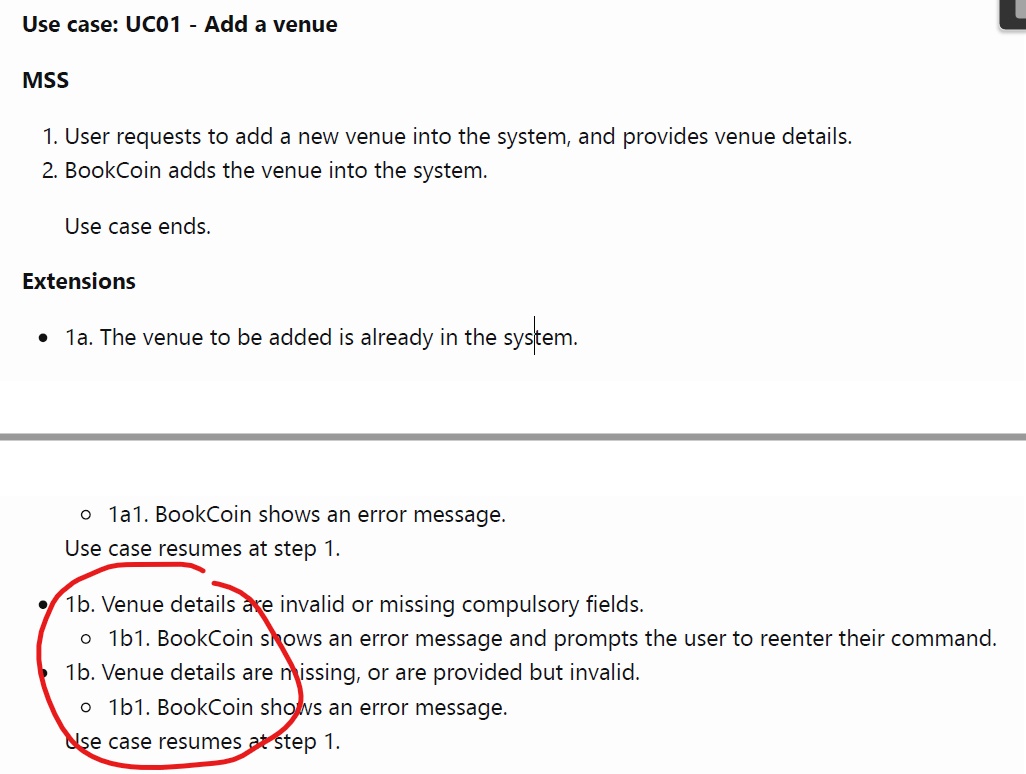 Use case: UC01 - Add a venue
MSS
1. User requests to add a new venue into the system, and provides venue details.
2. BookCoin adds the venue into the system.
Use case ends.
Extensions
1a. The venue to be added is already in the system.
1a1. BookCoin shows an error message.
Use case resumes at step 1.
1b. Venue details are invalid or missing compulsory fields.
1b1. BookCoin shows an error message and prompts the user to reenter their command.
1b. Venue details are missing, or are provided but invalid.
1b1. BookCoin shows an error message.
Use case resumes at step 1.